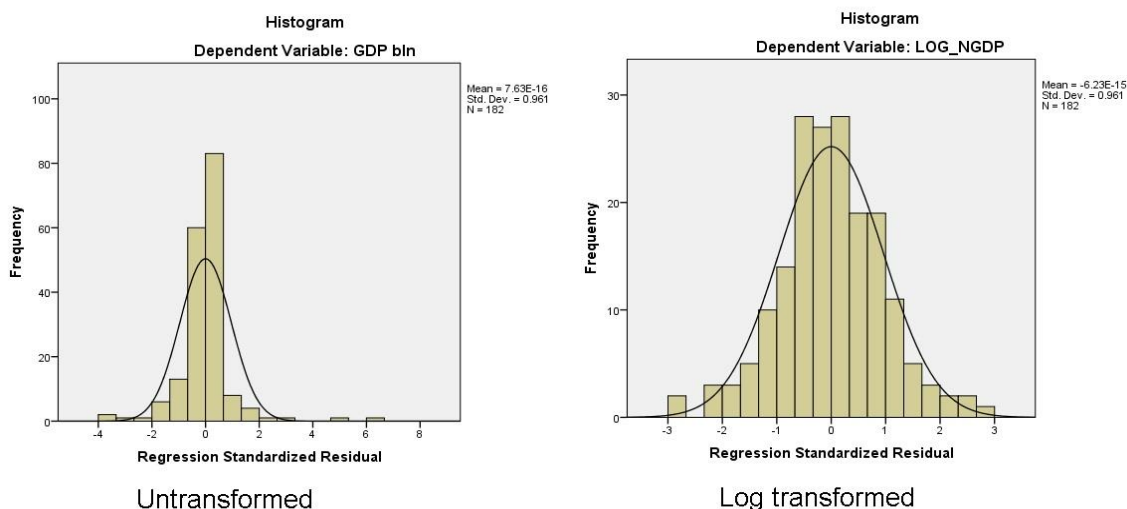 Histogram
Dependent Variable: GDP bln
Mean = 7.63E-16
Std. Dev. = 0.961
N = 182
100
80
60
40
20
0
Frequency
-4 -2 0 2 4 6 8
Regression Standardized Residual
Untransformed
Histogram
Dependent Variable: LOG_NGDP
Mean = -6.23E-15
Std. Dev. = 0.961
N = 182
30
20
10
0
Frequency
-3 -2 -1 0 1 2 3
Regression Standardized Residual
Log transformed